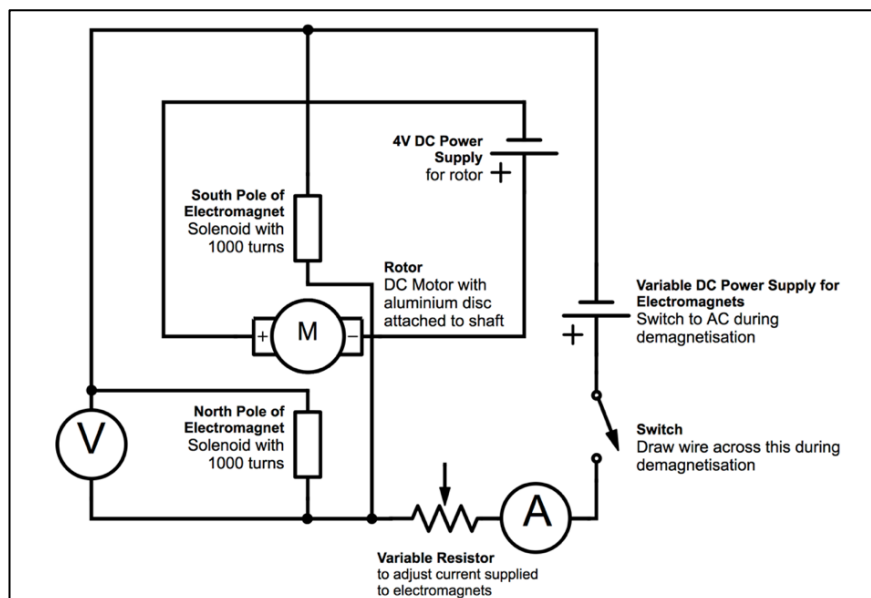 4V DC Power
Supply
for rotor
+
South Pole of
Electromagnet
Solenoid with
1000 turns
Rotor
DC Motor with
aluminium disc
attached to shaft
+
M
−
Variable DC Power Supply for
Electromagnets
Switch to AC during
demagnetisation
+
North Pole of
Electromagnet
Solenoid with
1000 turns
V
Switch
Draw wire across this during
demagnetisation
A
Variable Resistor
to adjust current supplied
to electromagnets